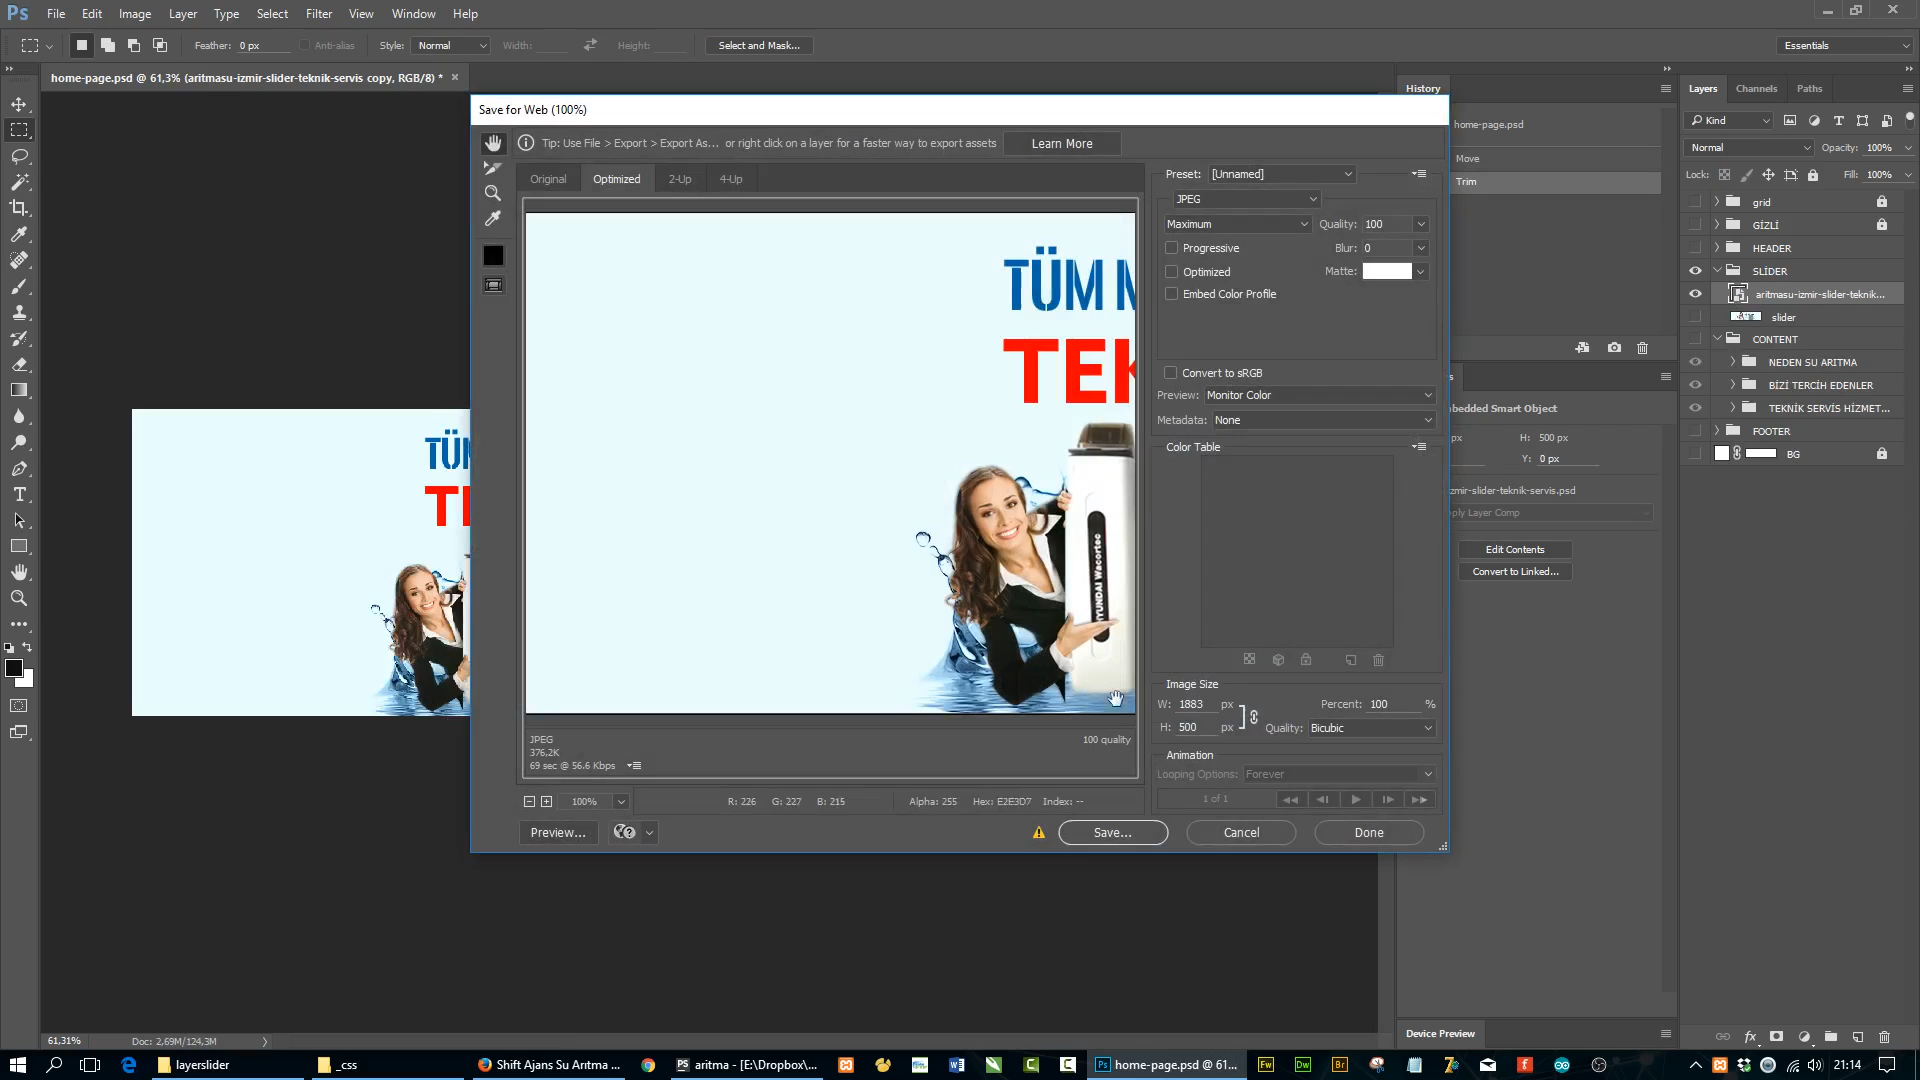 Ps File Edit Image Layer Type Select Filter View Window Help
Feather: 0 px Anti-alias Style: Normal Width: Height: Select and Mask... Essentials
home-page.psd @ 61,3% (aritmasu-izmir-slider-teknik-servis copy, RGB/8) *
Save for Web (100%)
Tip: Use File > Export > Export As... or right click on a layer for a faster way to export assets Learn More
Original Optimized 2-Up 4-Up
TÜM
TEK
HYUNDAI Wacortec
JPEG
376,2K
69 sec @ 56.6 Kbps
100 quality
100%
R: 226 G: 227 B: 215 Alpha: 255 Hex: E2E3D7 Index: --
Preview... Save... Cancel Done
Preset: [Unnamed]
JPEG
Maximum Quality: 100
Progressive Blur: 0
Optimized Matte:
Embed Color Profile
Convert to sRGB
Preview: Monitor Color
Metadata: None
Color Table
Image Size
W: 1883 px Percent: 100 %
H: 500 px Quality: Bicubic
Animation
Looping Options: Forever
1 of 1
TÜM
History
home-page.psd
Move
Trim
bedded Smart Object
px H: 500 px
Y: 0 px
izmir-slider-teknik-servis.psd
ply Layer Comp
Edit Contents
Convert to Linked...
Device Preview
Layers Channels Paths
Kind
Normal Opacity: 100%
Lock: Fill: 100%
grid
GİZLİ
HEADER
SLİDER
aritmasu-izmir-slider-teknik...
slider
CONTENT
NEDEN SU ARITMA
BİZİ TERCİH EDENLER
TEKNİK SERVİS HİZMET...
FOOTER
BG
61,31% Doc: 2,69M/124,3M
layerslider _css Shift Ajans Su Arıtma ... aritma - [E:\Dropbox\... home-page.psd @ 61... 21:14